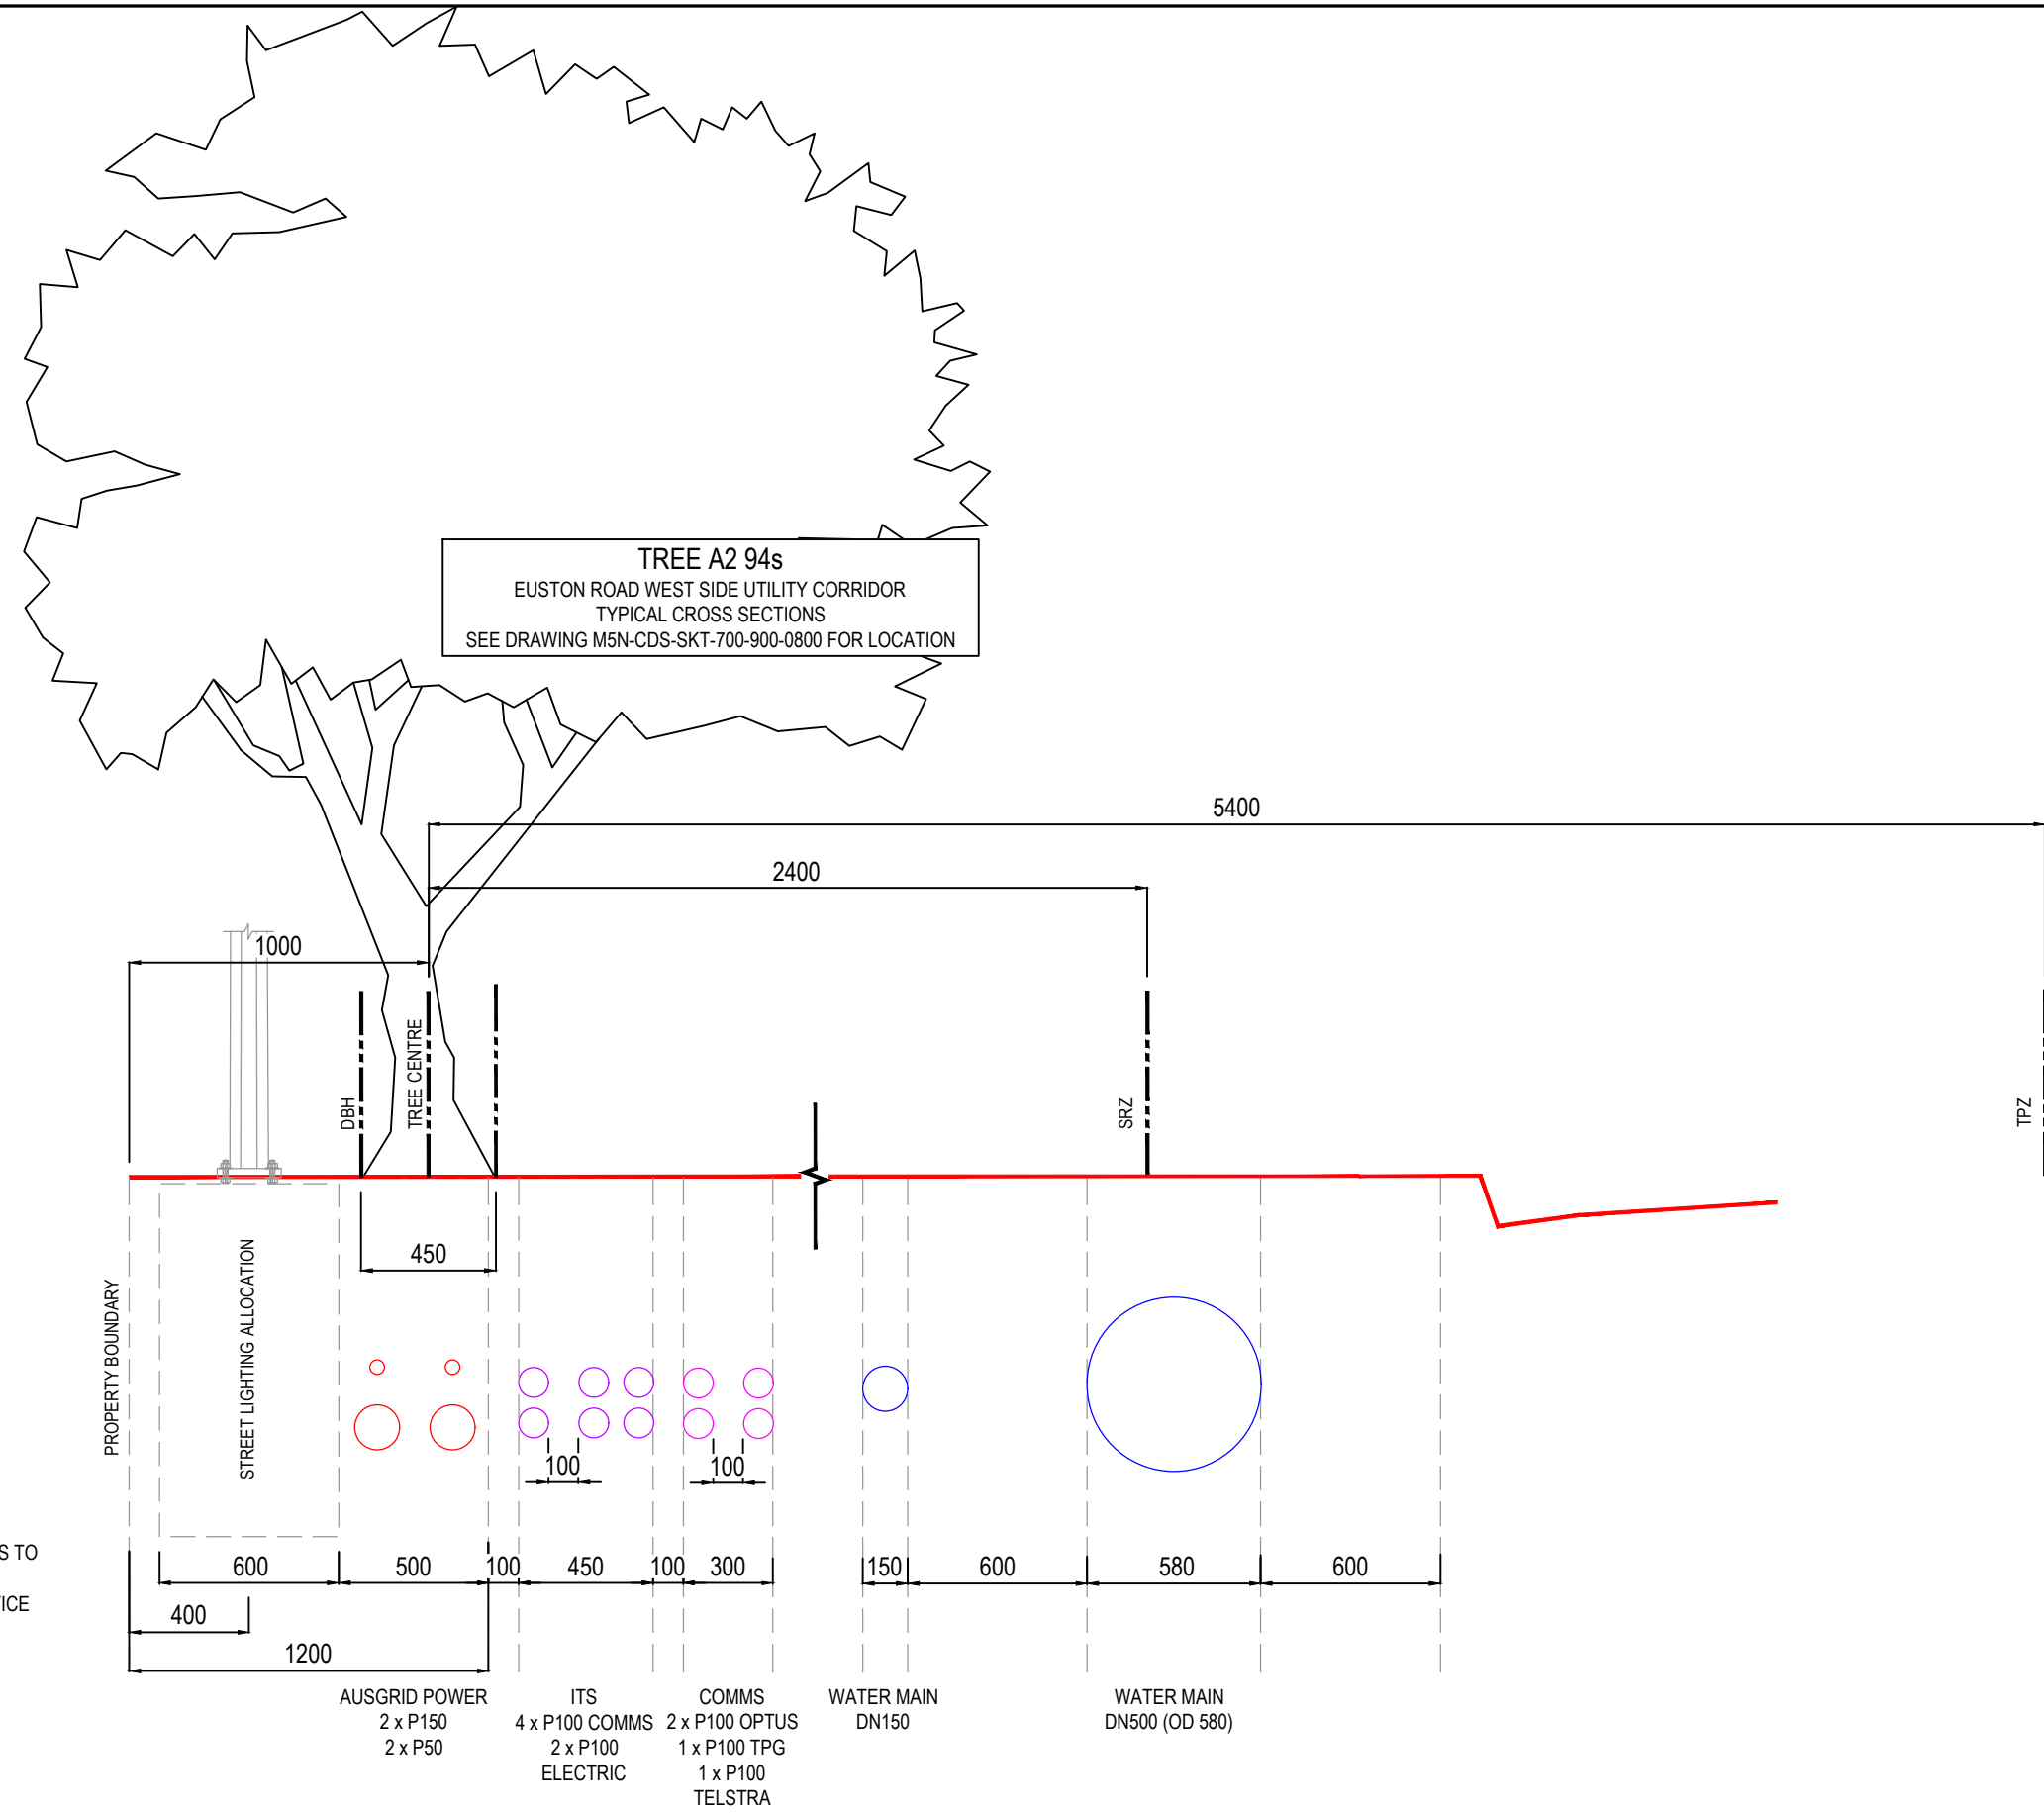 TREE A2 94s
EUSTON ROAD WEST SIDE UTILITY CORRIDOR
TYPICAL CROSS SECTIONS
SEE DRAWING M5N-CDS-SKT-700-900-0800 FOR LOCATION
5400
2400
1000
DBH
TREE CENTRE
SRZ
TPZ
450
PROPERTY BOUNDARY
STREET LIGHTING ALLOCATION
100
100
S TO
VICE
600
500
100
450
100
300
150
600
580
600
400
1200
AUSGRID POWER
2 x P150
2 x P50
ITS
4 x P100 COMMS
2 x P100
ELECTRIC
COMMS
2 x P100 OPTUS
1 x P100 TPG
1 x P100
TELSTRA
WATER MAIN
DN150
WATER MAIN
DN500 (OD 580)